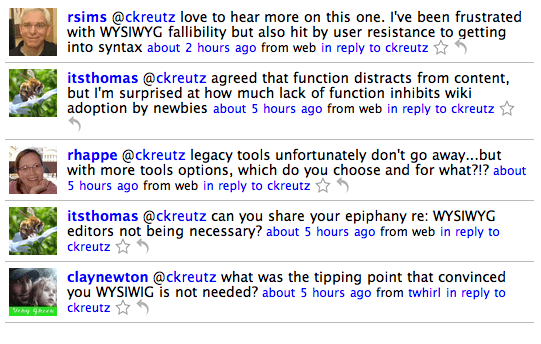 rsims @ckreutz love to hear more on this one. I've been frustrated
with WYSIWYG fallibility but also hit by user resistance to getting
into syntax about 2 hours ago from web in reply to ckreutz
itsthomas @ckreutz agreed that function distracts from content,
but I'm surprised at how much lack of function inhibits wiki
adoption by newbies about 5 hours ago from web in reply to ckreutz
rhappe @ckreutz legacy tools unfortunately don't go away...but
with more tools options, which do you choose and for what?!? about
5 hours ago from web in reply to ckreutz
itsthomas @ckreutz can you share your epiphany re: WYSIWYG
editors not being necessary? about 5 hours ago from web in reply to
ckreutz
claynewton @ckreutz what was the tipping point that convinced
you WYSIWIG is not needed? about 5 hours ago from twhirl in reply to
ckreutz
Very Green